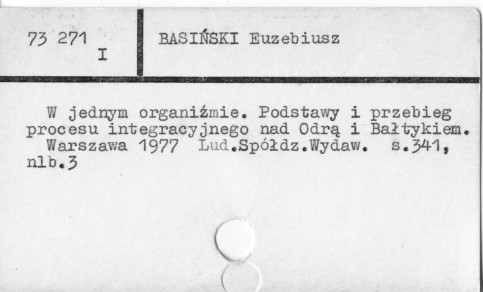 73 271
I
BASIŃSKI Euzebiusz
W jednym organiźmie. Podstawy i przebieg
procesu integracyjnego nad Odrą i Bałtykiem.
Warszawa 1977 Lud.Spółdz.Wydaw. s.341,
nlb.3